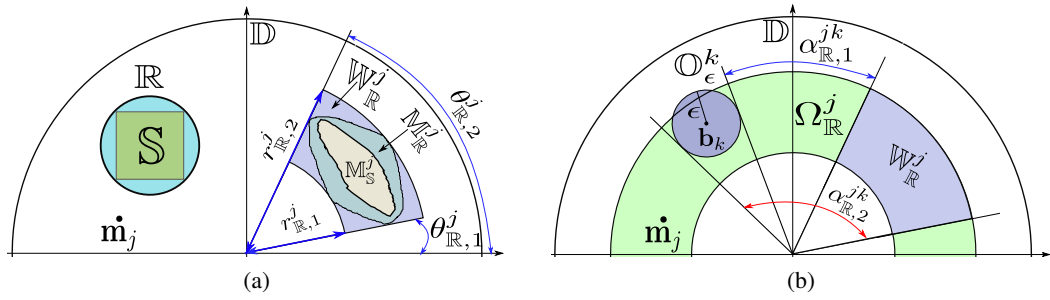 𝔻
ℝ
𝕊
ṁ_j
𝕎^j_ℝ
𝕄^j_ℝ
𝕄^j_𝕊
θ^j_{ℝ,2}
r^j_{ℝ,2}
r^j_{ℝ,1}
θ^j_{ℝ,1}
(a)
𝔻
α^{jk}_{ℝ,1}
𝕆^k_ϵ
ϵ
b_k
Ω^j_ℝ
𝕎^j_ℝ
α^{jk}_{ℝ,2}
ṁ_j
(b)